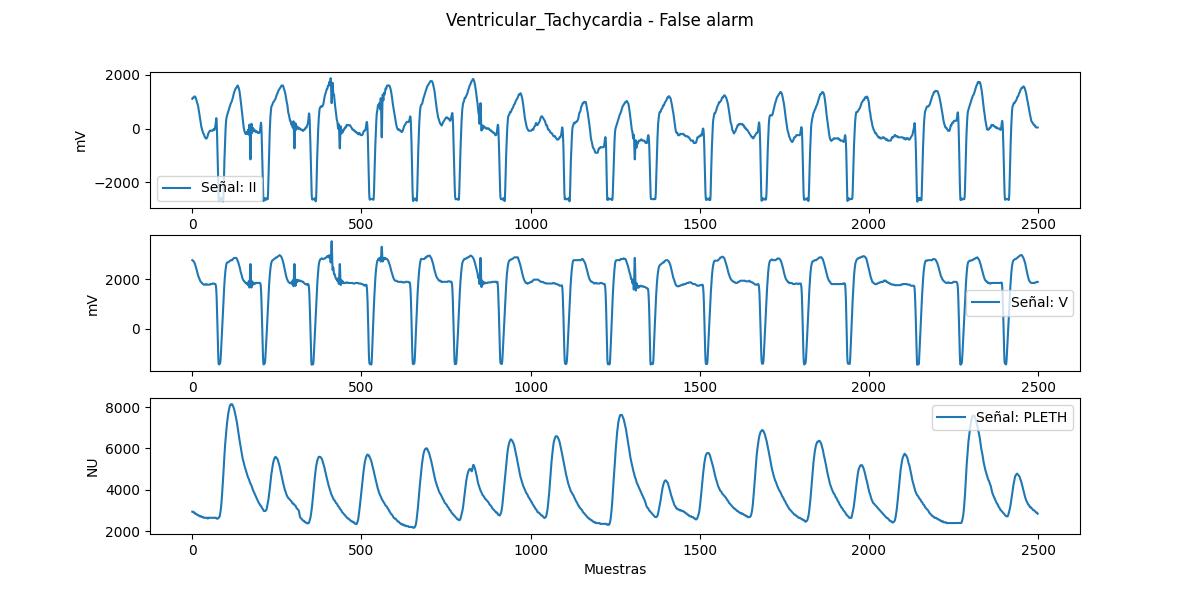 Ventricular_Tachycardia - False alarm
2000
0
−2000
mV
Señal: II
0 500 1000 1500 2000 2500
2000
0
mV
Señal: V
0 500 1000 1500 2000 2500
8000
6000
4000
2000
NU
Señal: PLETH
0 500 1000 1500 2000 2500
Muestras